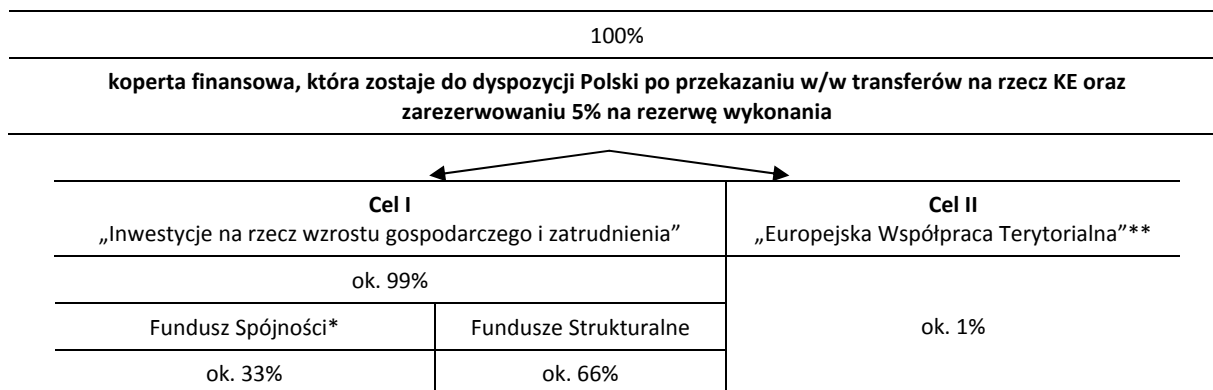 100%
koperta finansowa, która zostaje do dyspozycji Polski po przekazaniu w/w transferów na rzecz KE oraz
zarezerwowaniu 5% na rezerwę wykonania
Cel I
„Inwestycje na rzecz wzrostu gospodarczego i zatrudnienia”
Cel II
„Europejska Współpraca Terytorialna”**
ok. 99%
Fundusz Spójności*
Fundusze Strukturalne
ok. 1%
ok. 33%
ok. 66%